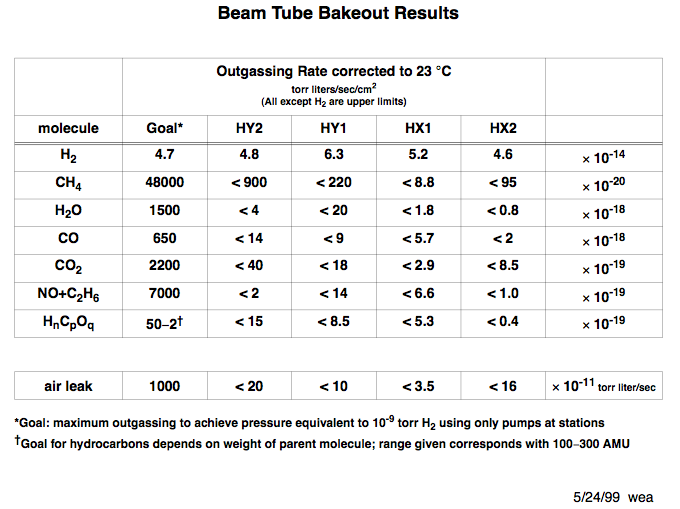 Beam Tube Bakeout Results
Outgassing Rate corrected to 23 °C
torr liters/sec/cm²
(All except H₂ are upper limits)
molecule Goal* HY2 HY1 HX1 HX2
H₂ 4.7 4.8 6.3 5.2 4.6 × 10⁻¹⁴
CH₄ 48000 < 900 < 220 < 8.8 < 95 × 10⁻²⁰
H₂O 1500 < 4 < 20 < 1.8 < 0.8 × 10⁻¹⁸
CO 650 < 14 < 9 < 5.7 < 2 × 10⁻¹⁸
CO₂ 2200 < 40 < 18 < 2.9 < 8.5 × 10⁻¹⁹
NO+C₂H₆ 7000 < 2 < 14 < 6.6 < 1.0 × 10⁻¹⁹
HₙCₚO_q 50–2† < 15 < 8.5 < 5.3 < 0.4 × 10⁻¹⁹
air leak 1000 < 20 < 10 < 3.5 < 16 × 10⁻¹¹ torr liter/sec
*Goal: maximum outgassing to achieve pressure equivalent to 10⁻⁹ torr H₂ using only pumps at stations
†Goal for hydrocarbons depends on weight of parent molecule; range given corresponds with 100–300 AMU
5/24/99 wea